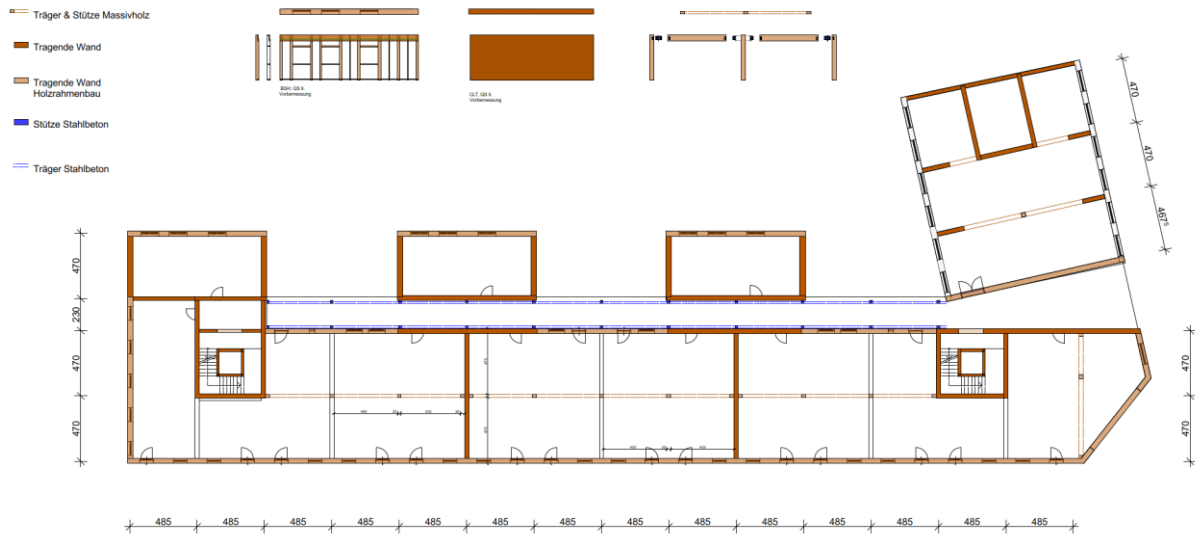 Träger & Stütze Massivholz
Tragende Wand
Tragende Wand
Holzrahmenbau
Stütze Stahlbeton
Träger Stahlbeton
BSH, QS lt.
Vorbemessung
CLT, QS lt.
Vorbemessung
470
470
467⁵
470
230
470
470
470
470
485 485 485 485 485 485 485 485 485 485 485 485 485 485